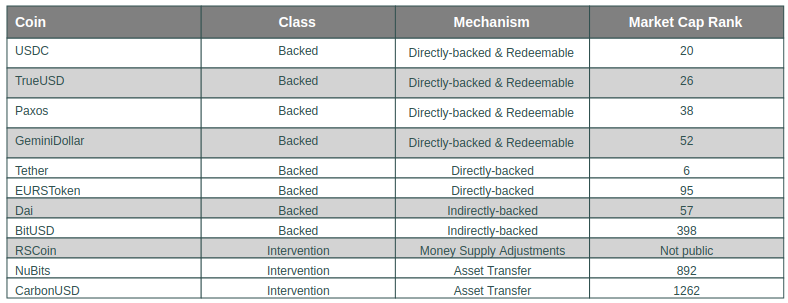 Coin Class Mechanism Market Cap Rank
USDC Backed Directly-backed & Redeemable 20
TrueUSD Backed Directly-backed & Redeemable 26
Paxos Backed Directly-backed & Redeemable 38
GeminiDollar Backed Directly-backed & Redeemable 52
Tether Backed Directly-backed 6
EURSToken Backed Directly-backed 95
Dai Backed Indirectly-backed 57
BitUSD Backed Indirectly-backed 398
RSCoin Intervention Money Supply Adjustments Not public
NuBits Intervention Asset Transfer 892
CarbonUSD Intervention Asset Transfer 1262